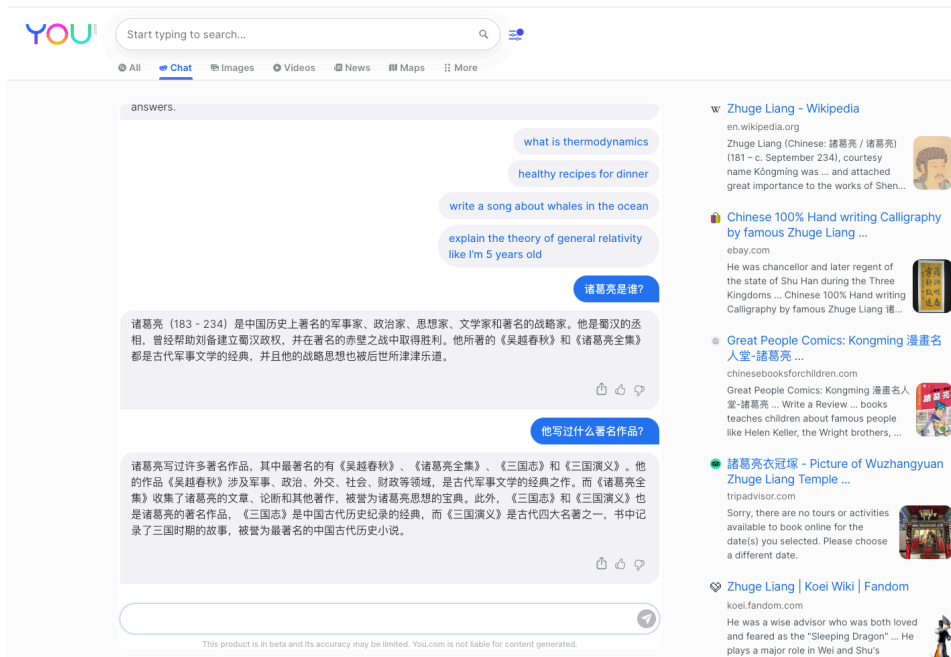 YOU
Start typing to search...
All
Chat
Images
Videos
News
Maps
More
answers.
what is thermodynamics
healthy recipes for dinner
write a song about whales in the ocean
explain the theory of general relativity
like I'm 5 years old
诸葛亮是谁?
诸葛亮（183 - 234）是中国历史上著名的军事家、政治家、思想家、文学家和著名的战略家。他是蜀汉的丞
相，曾经帮助刘备建立蜀汉政权，并在著名的赤壁之战中取得胜利。他所著的《吴越春秋》和《诸葛亮全集》
都是古代军事文学的经典，并且他的战略思想也被后世所津津乐道。
他写过什么著名作品?
诸葛亮写过许多著名作品，其中最著名的有《吴越春秋》、《诸葛亮全集》、《三国志》和《三国演义》。他
的作品《吴越春秋》涉及军事、政治、外交、社会、财政等领域，是古代军事文学的经典之作。而《诸葛亮全
集》收集了诸葛亮的文章、论断和其他著作，被誉为诸葛亮思想的宝典。此外，《三国志》和《三国演义》也
是诸葛亮的著名作品，《三国志》是中国古代历史纪录的经典，而《三国演义》是古代四大名著之一，书中记
录了三国时期的故事，被誉为最著名的中国古代历史小说。
This product is in beta and its accuracy may be limited. You.com is not liable for content generated.
Zhuge Liang - Wikipedia
en.wikipedia.org
Zhuge Liang (Chinese: 諸葛亮 / 诸葛亮)
(181 – c. September 234), courtesy
name Kǒngmíng was ... and attached
great importance to the works of Shen...
Chinese 100% Hand writing Calligraphy
by famous Zhuge Liang ...
ebay.com
He was chancellor and later regent of
the state of Shu Han during the Three
Kingdoms ... Chinese 100% Hand writing
Calligraphy by famous Zhuge Liang 诸...
Great People Comics: Kongming 漫畫名
人堂-諸葛亮 ...
chinesebooksforchildren.com
Great People Comics: Kongming 漫畫名人
堂-諸葛亮 ... Write a Review ... books
teaches children about famous people
like Helen Keller, the Wright brothers, ...
諸葛亮
諸葛亮衣冠塚 - Picture of Wuzhangyuan
Zhuge Liang Temple ...
tripadvisor.com
Sorry, there are no tours or activities
available to book online for the
date(s) you selected. Please choose
a different date.
Zhuge Liang | Koei Wiki | Fandom
koei.fandom.com
He was a wise advisor who was both loved
and feared as the "Sleeping Dragon" ... He
plays a major role in Wei and Shu's